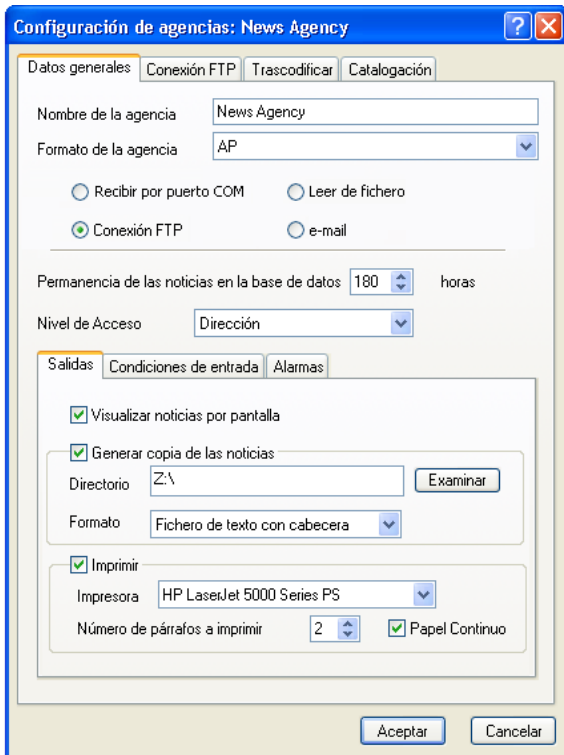 Configuración de agencias: News Agency
Datos generales Conexión FTP Trascodificar Catalogación
Nombre de la agencia News Agency
Formato de la agencia AP
Recibir por puerto COM Leer de fichero
Conexión FTP e-mail
Permanencia de las noticias en la base de datos 180 horas
Nivel de Acceso Dirección
Salidas Condiciones de entrada Alarmas
Visualizar noticias por pantalla
Generar copia de las noticias
Directorio Z:\ Examinar
Formato Fichero de texto con cabecera
Imprimir
Impresora HP LaserJet 5000 Series PS
Número de párrafos a imprimir 2 Papel Continuo
Aceptar Cancelar